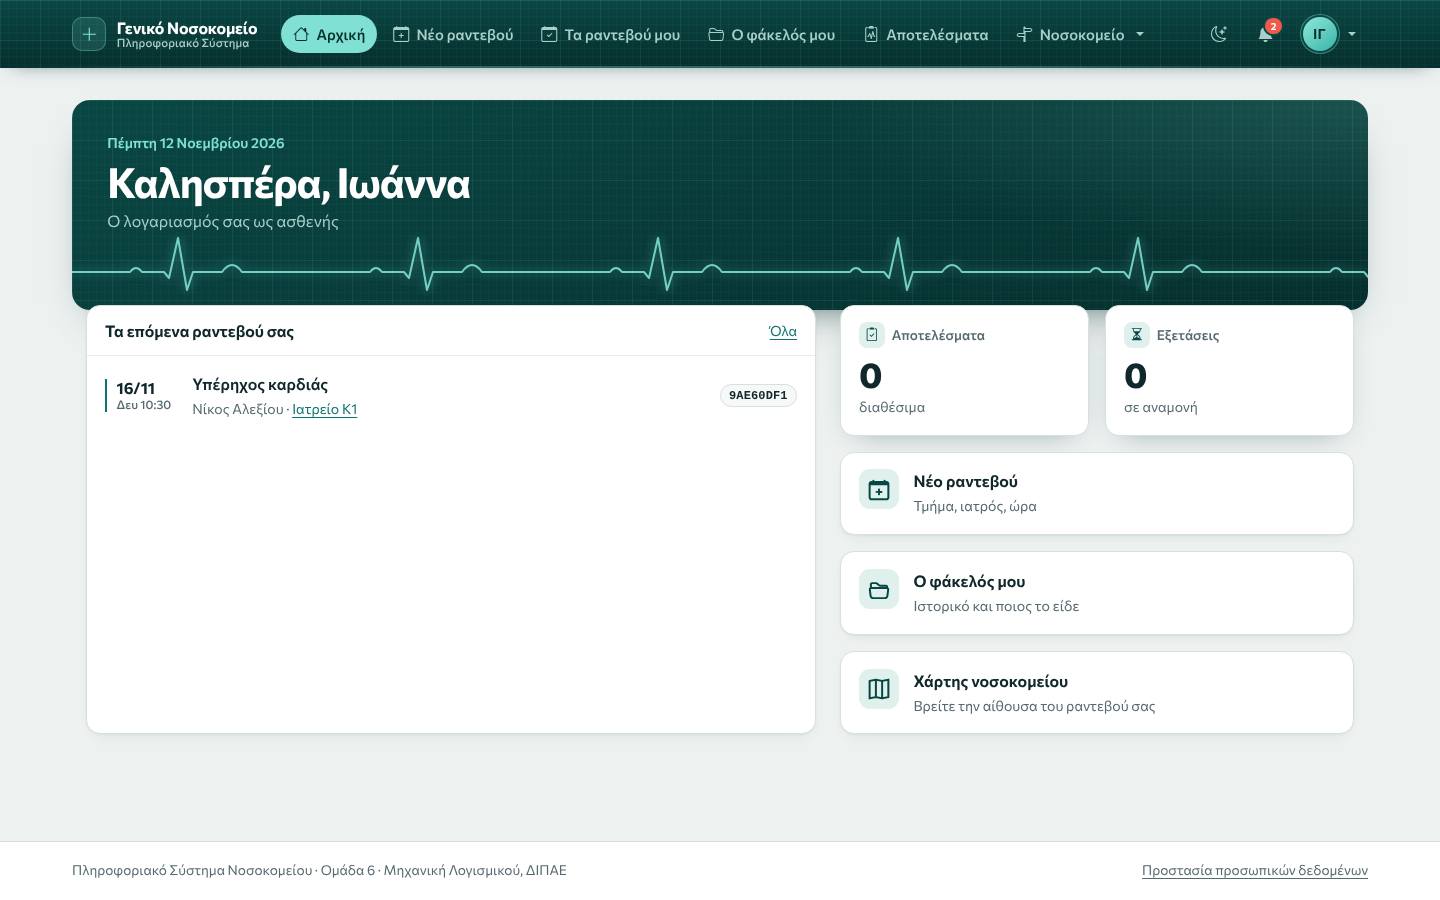 Γενικό Νοσοκομείο
Πληροφοριακό Σύστημα
Αρχική
Νέο ραντεβού
Τα ραντεβού μου
Ο φάκελός μου
Αποτελέσματα
Νοσοκομείο
2
ΙΓ
Πέμπτη 12 Νοεμβρίου 2026
Καλησπέρα, Ιωάννα
Ο λογαριασμός σας ως ασθενής
Τα επόμενα ραντεβού σας
Όλα
16/11
Δευ 10:30
Υπέρηχος καρδιάς
Νίκος Αλεξίου · Ιατρείο Κ1
9AE60DF1
Αποτελέσματα
0
διαθέσιμα
Εξετάσεις
0
σε αναμονή
Νέο ραντεβού
Τμήμα, ιατρός, ώρα
Ο φάκελός μου
Ιστορικό και ποιος το είδε
Χάρτης νοσοκομείου
Βρείτε την αίθουσα του ραντεβού σας
Πληροφοριακό Σύστημα Νοσοκομείου · Ομάδα 6 · Μηχανική Λογισμικού, ΔΙΠΑΕ
Προστασία προσωπικών δεδομένων